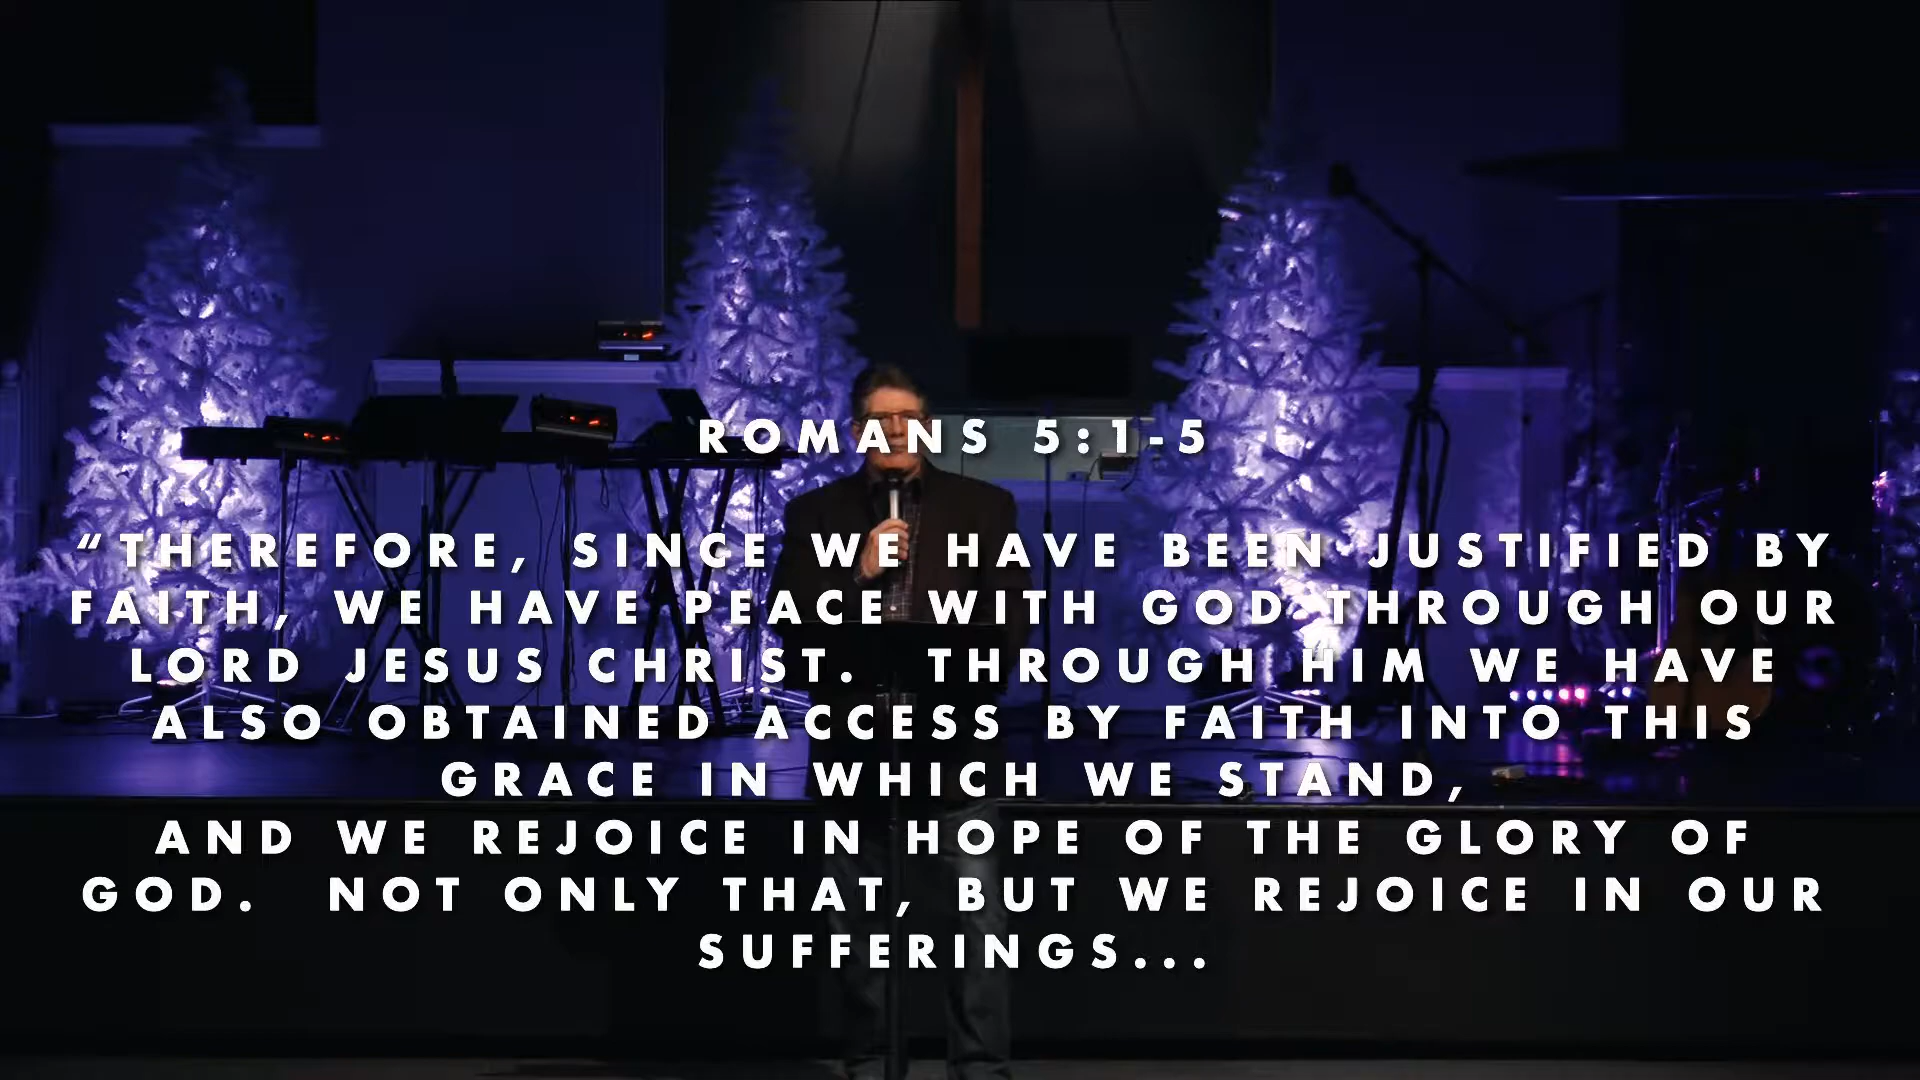 ROMANS 5:1-5
“THEREFORE, SINCE WE HAVE BEEN JUSTIFIED BY
FAITH, WE HAVE PEACE WITH GOD THROUGH OUR
LORD JESUS CHRIST. THROUGH HIM WE HAVE
ALSO OBTAINED ACCESS BY FAITH INTO THIS
GRACE IN WHICH WE STAND,
AND WE REJOICE IN HOPE OF THE GLORY OF
GOD. NOT ONLY THAT, BUT WE REJOICE IN OUR
SUFFERINGS...